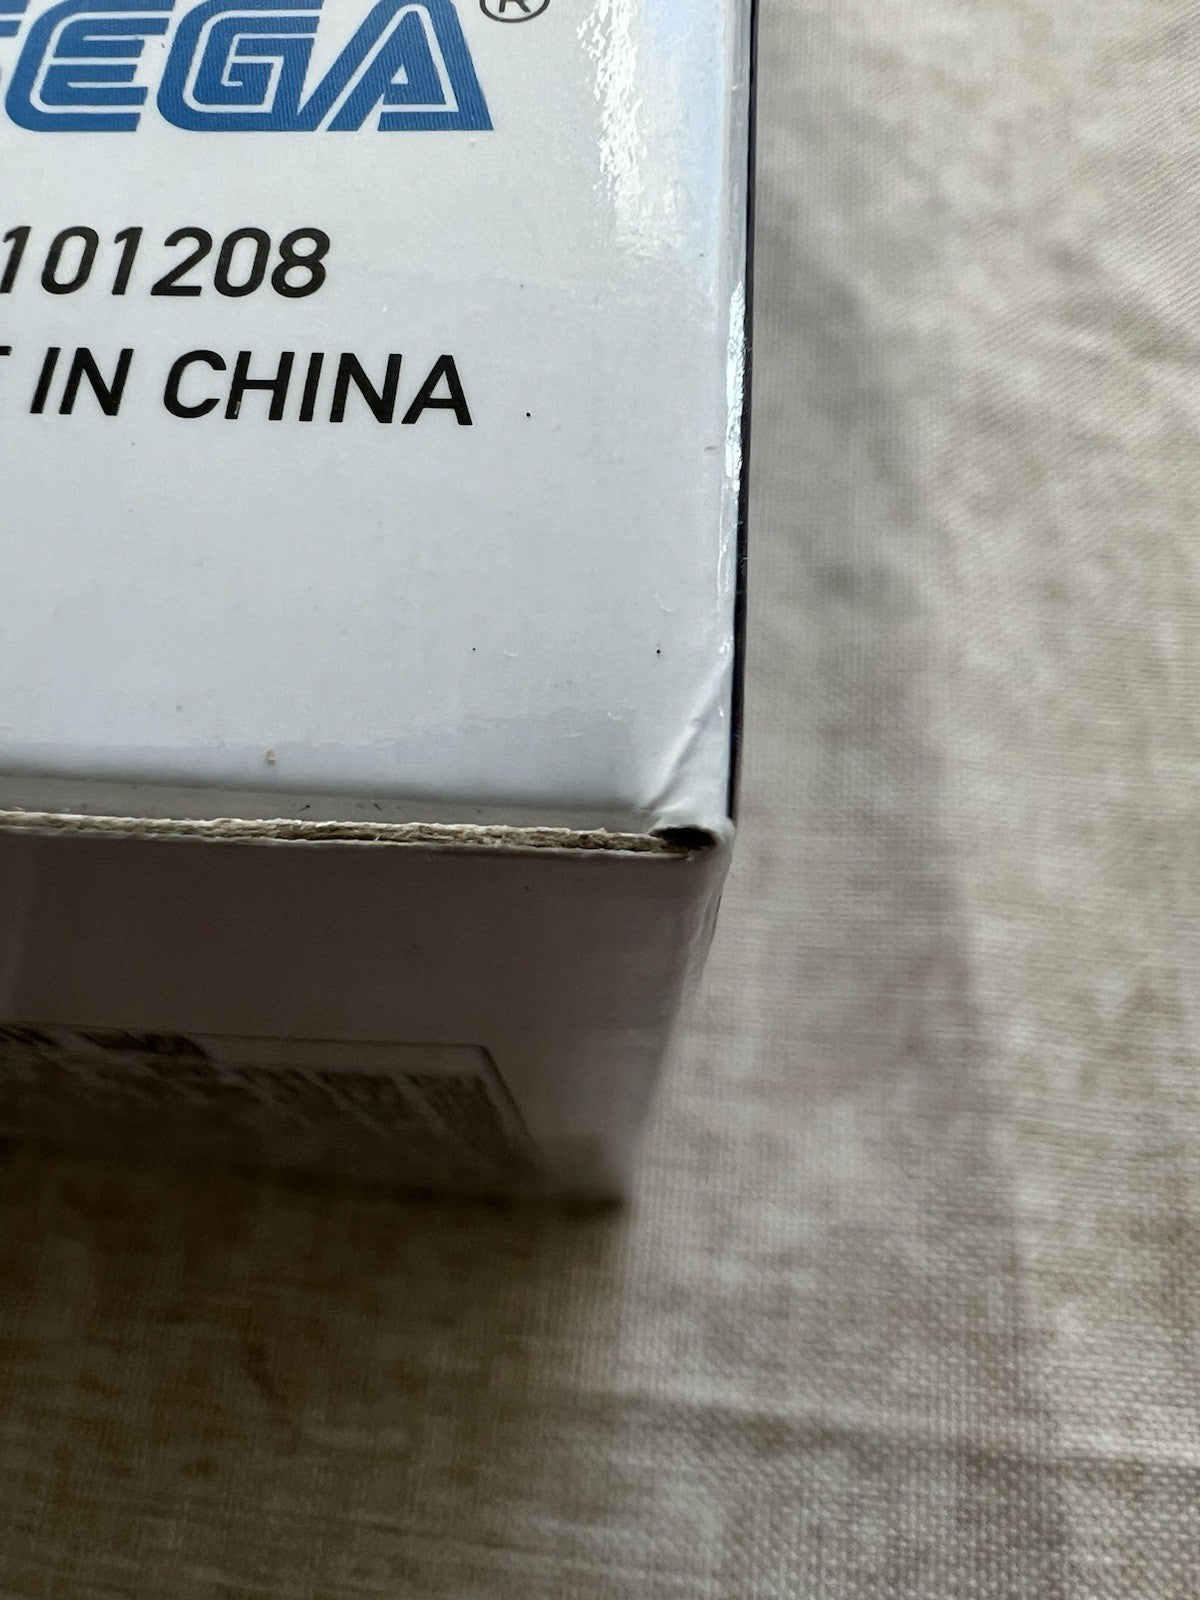 SEGA®
101208
T IN CHINA